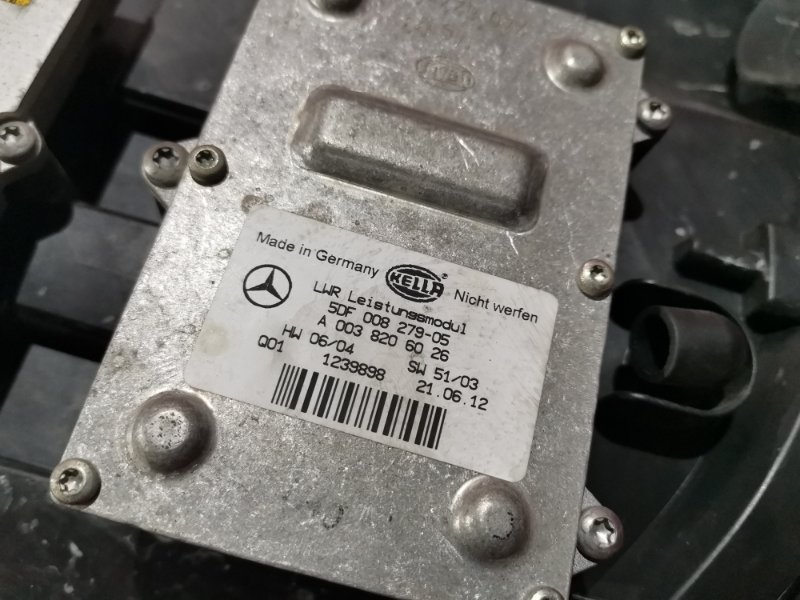 Made in Germany HELLA Nicht werfen
LWR Leistungsmodul
5DF 008 279-05
A 003 820 60 26
HW 06/04 SW 51/03
Q01 1239898 21.06.12